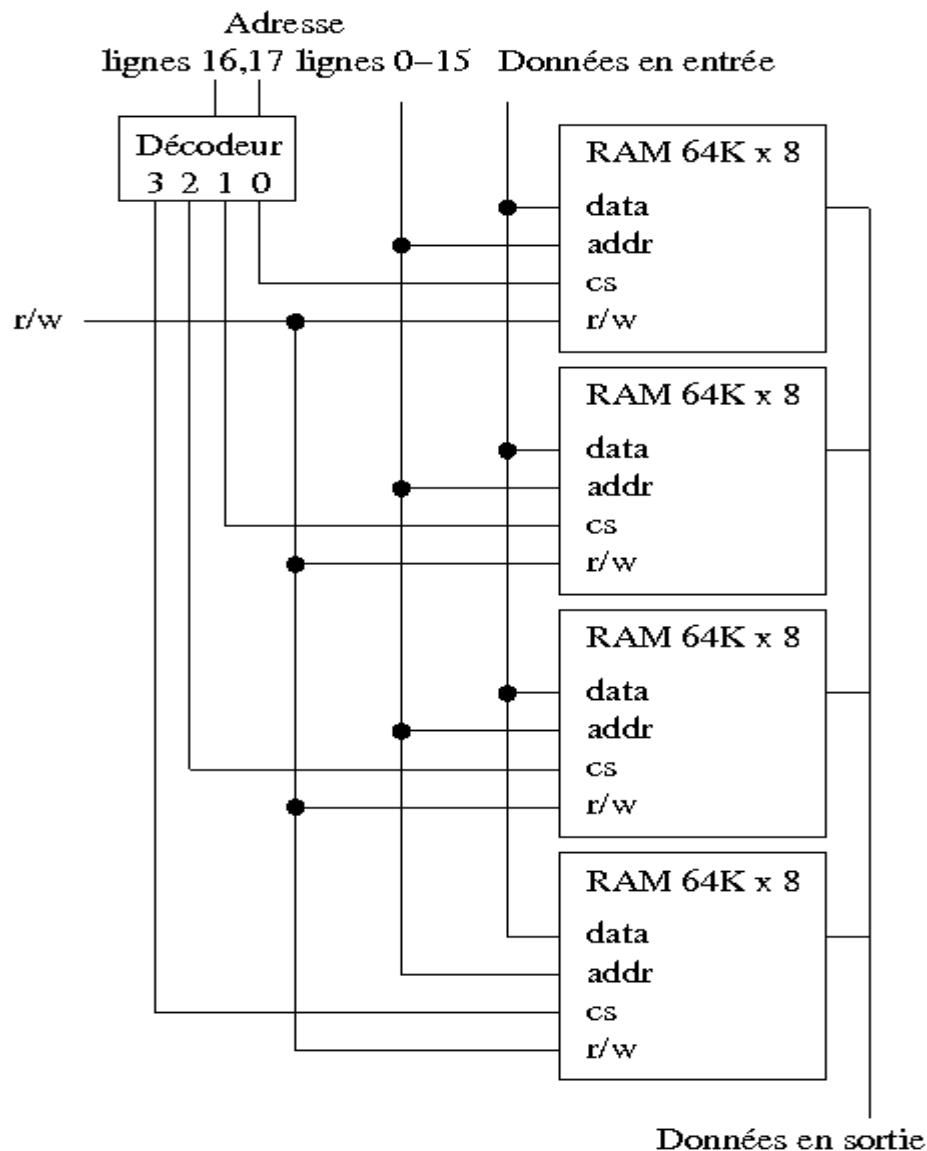 Adresse
lignes 16,17 lignes 0–15 Données en entrée
Décodeur
3 2 1 0
RAM 64K x 8
data
addr
cs
r/w
r/w
RAM 64K x 8
data
addr
cs
r/w
RAM 64K x 8
data
addr
cs
r/w
RAM 64K x 8
data
addr
cs
r/w
Données en sortie